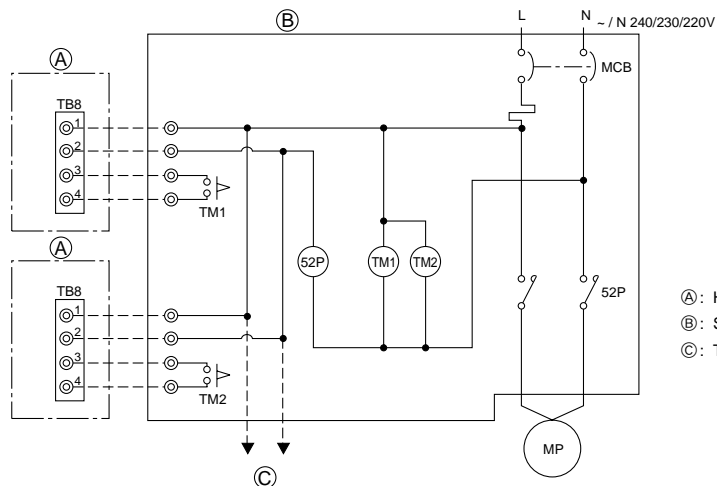 Ⓑ
L N ~ / N 240/230/220V
MCB
Ⓐ
TB8
1
2
3
4
TM1
Ⓐ
TB8
1
2
3
4
TM2
52P TM1 TM2
52P
MP
Ⓒ
Ⓐ:
Ⓑ:
Ⓒ: